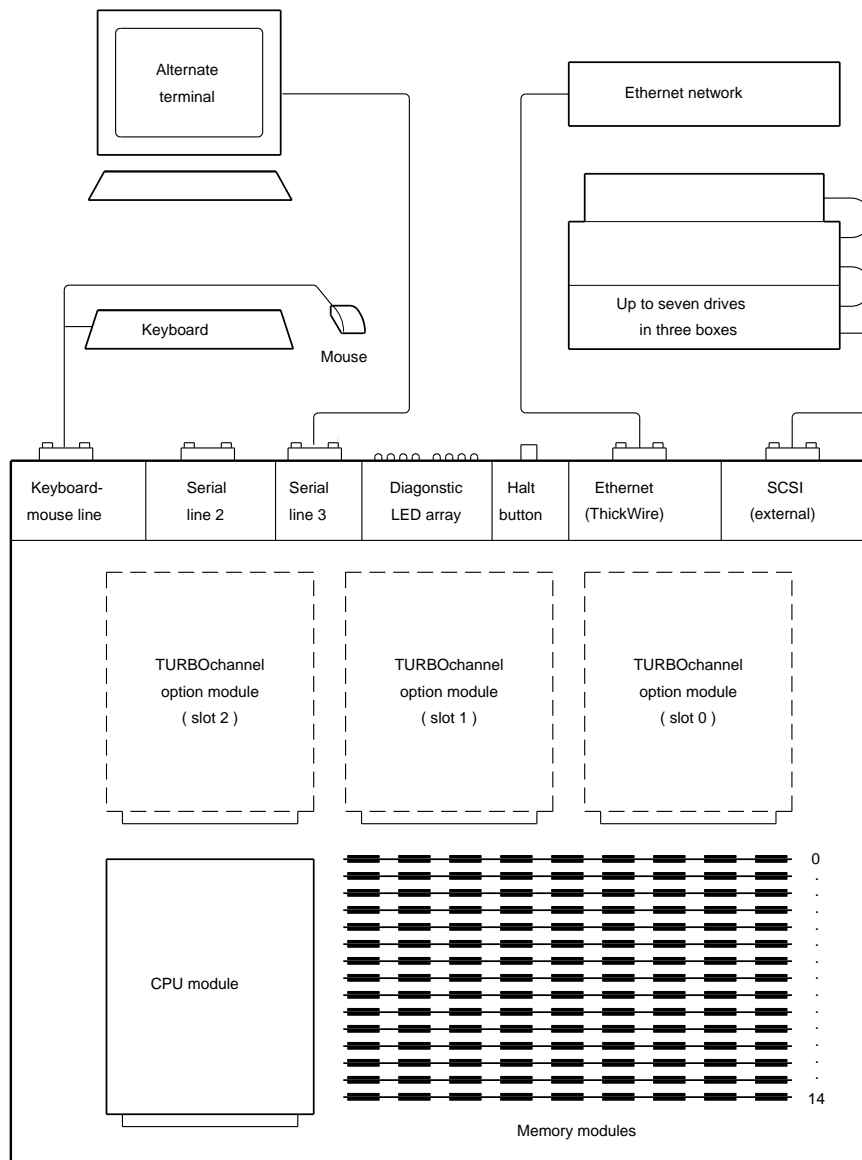 Alternate
terminal
Ethernet network
Up to seven drives
in three boxes
Keyboard
Mouse
Keyboard-
mouse line
Serial
line 2
Serial
line 3
Diagonstic
LED array
Halt
button
Ethernet
(ThickWire)
SCSI
(external)
TURBOchannel
option module
( slot 2 )
TURBOchannel
option module
( slot 1 )
TURBOchannel
option module
( slot 0 )
0
.
.
.
.
.
.
.
.
.
.
.
.
.
14
CPU module
Memory modules